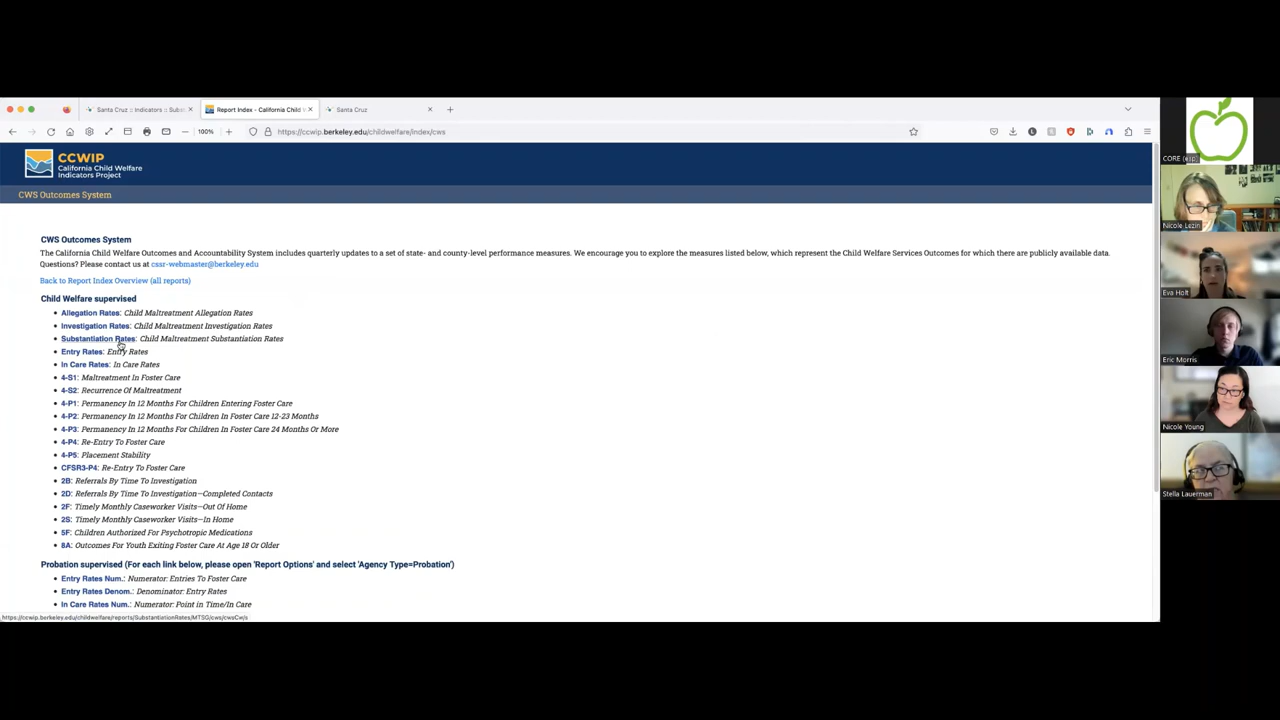 Santa Cruz :: Indicators :: Subst
Report Index - California Child
Santa Cruz
100%
https://ccwip.berkeley.edu/childwelfare/index/cws
CCWIP
California Child Welfare
Indicators Project
CWS Outcomes System
CWS Outcomes System
The California Child Welfare Outcomes and Accountability System includes quarterly updates to a set of state- and county-level performance measures. We encourage you to explore the measures listed below, which represent the Child Welfare Services Outcomes for which there are publicly available data.
Questions? Please contact us at cssr-webmaster@berkeley.edu
Back to Report Index Overview (all reports)
Child Welfare supervised
• Allegation Rates: Child Maltreatment Allegation Rates
• Investigation Rates: Child Maltreatment Investigation Rates
• Substantiation Rates: Child Maltreatment Substantiation Rates
• Entry Rates: Entry Rates
• In Care Rates: In Care Rates
• 4-S1: Maltreatment In Foster Care
• 4-S2: Recurrence Of Maltreatment
• 4-P1: Permanency In 12 Months For Children Entering Foster Care
• 4-P2: Permanency In 12 Months For Children In Foster Care 12-23 Months
• 4-P3: Permanency In 12 Months For Children In Foster Care 24 Months Or More
• 4-P4: Re-Entry To Foster Care
• 4-P5: Placement Stability
• CFSR3-P4: Re-Entry To Foster Care
• 2B: Referrals By Time To Investigation
• 2D: Referrals By Time To Investigation—Completed Contacts
• 2F: Timely Monthly Caseworker Visits—Out Of Home
• 2S: Timely Monthly Caseworker Visits—In Home
• 5F: Children Authorized For Psychotropic Medications
• 8A: Outcomes For Youth Exiting Foster Care At Age 18 Or Older
Probation supervised (For each link below, please open 'Report Options' and select 'Agency Type=Probation')
• Entry Rates Num.: Numerator: Entries To Foster Care
• Entry Rates Denom.: Denominator: Entry Rates
• In Care Rates Num.: Numerator: Point in Time/In Care
https://ccwip.berkeley.edu/childwelfare/reports/SubstantiationRates/MTSG/
CORE
Nicole Lezin
Eva Holt
Eric Morris
Nicole Young
Stella Lauerman